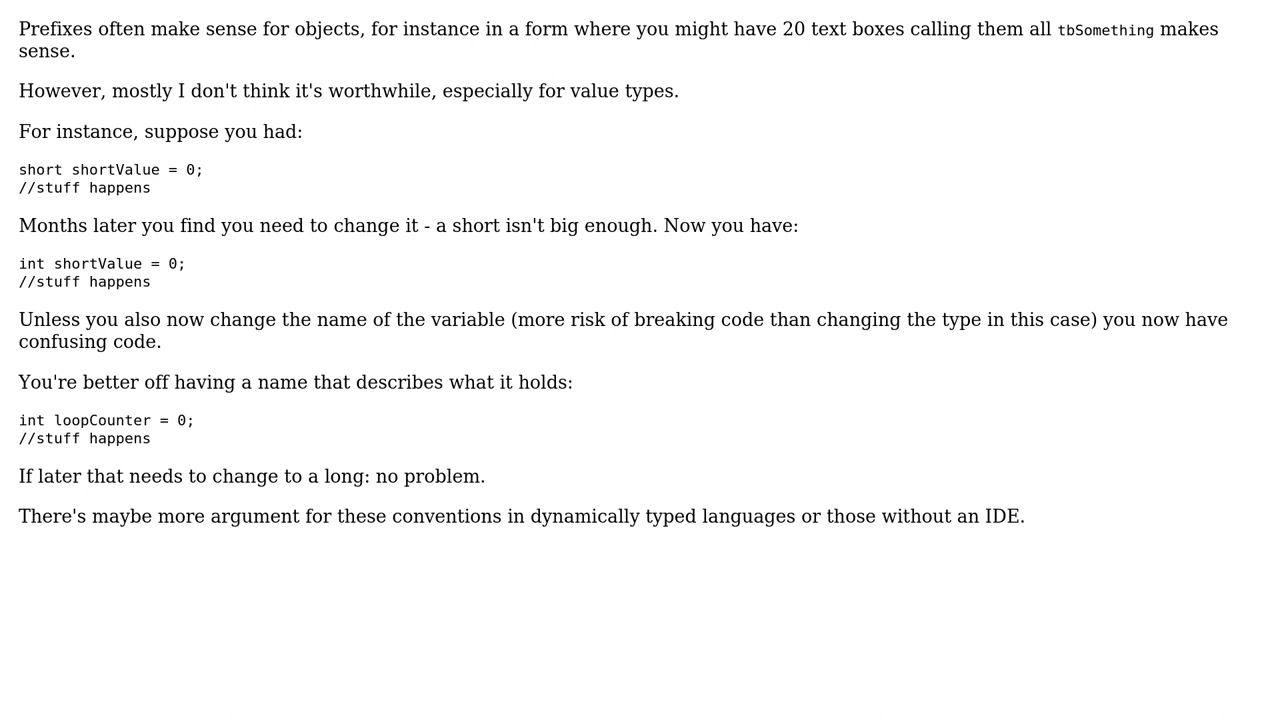 Prefixes often make sense for objects, for instance in a form where you might have 20 text boxes calling them all tbSomething makes
sense.
However, mostly I don't think it's worthwhile, especially for value types.
For instance, suppose you had:
short shortValue = 0;
//stuff happens
Months later you find you need to change it - a short isn't big enough. Now you have:
int shortValue = 0;
//stuff happens
Unless you also now change the name of the variable (more risk of breaking code than changing the type in this case) you now have
confusing code.
You're better off having a name that describes what it holds:
int loopCounter = 0;
//stuff happens
If later that needs to change to a long: no problem.
There's maybe more argument for these conventions in dynamically typed languages or those without an IDE.